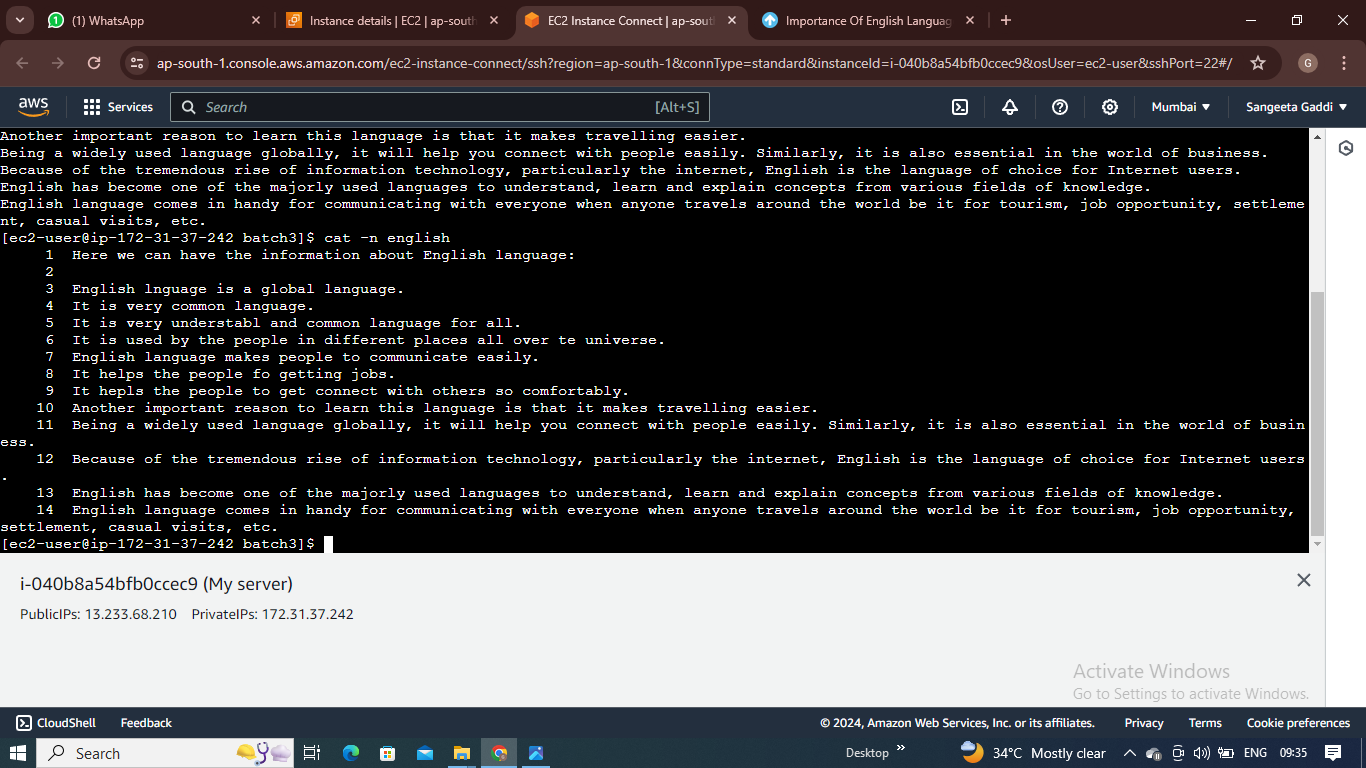 (1) WhatsApp
Instance details | EC2 | ap-south
EC2 Instance Connect | ap-sout
Importance Of English Languag
ap-south-1.console.aws.amazon.com/ec2-instance-connect/ssh?region=ap-south-1&connType=standard&instanceId=i-040b8a54bfb0ccec9&osUser=ec2-user&sshPort=22#/
G
aws
Services
Search [Alt+S]
Mumbai
Sangeeta Gaddi
Another important reason to learn this language is that it makes travelling easier.
Being a widely used language globally, it will help you connect with people easily. Similarly, it is also essential in the world of business.
Because of the tremendous rise of information technology, particularly the internet, English is the language of choice for Internet users.
English has become one of the majorly used languages to understand, learn and explain concepts from various fields of knowledge.
English language comes in handy for communicating with everyone when anyone travels around the world be it for tourism, job opportunity, settleme
nt, casual visits, etc.
[ec2-user@ip-172-31-37-242 batch3]$ cat -n english
1 Here we can have the information about English language:
2
3 English lnguage is a global language.
4 It is very common language.
5 It is very understabl and common language for all.
6 It is used by the people in different places all over te universe.
7 English language makes people to communicate easily.
8 It helps the people fo getting jobs.
9 It hepls the people to get connect with others so comfortably.
10 Another important reason to learn this language is that it makes travelling easier.
11 Being a widely used language globally, it will help you connect with people easily. Similarly, it is also essential in the world of busin
ess.
12 Because of the tremendous rise of information technology, particularly the internet, English is the language of choice for Internet users
.
13 English has become one of the majorly used languages to understand, learn and explain concepts from various fields of knowledge.
14 English language comes in handy for communicating with everyone when anyone travels around the world be it for tourism, job opportunity,
settlement, casual visits, etc.
[ec2-user@ip-172-31-37-242 batch3]$
i-040b8a54bfb0ccec9 (My server)
PublicIPs: 13.233.68.210 PrivateIPs: 172.31.37.242
Activate Windows
Go to Settings to activate Windows.
CloudShell Feedback © 2024, Amazon Web Services, Inc. or its affiliates. Privacy Terms Cookie preferences
Search Desktop 34°C Mostly clear ENG 09:35